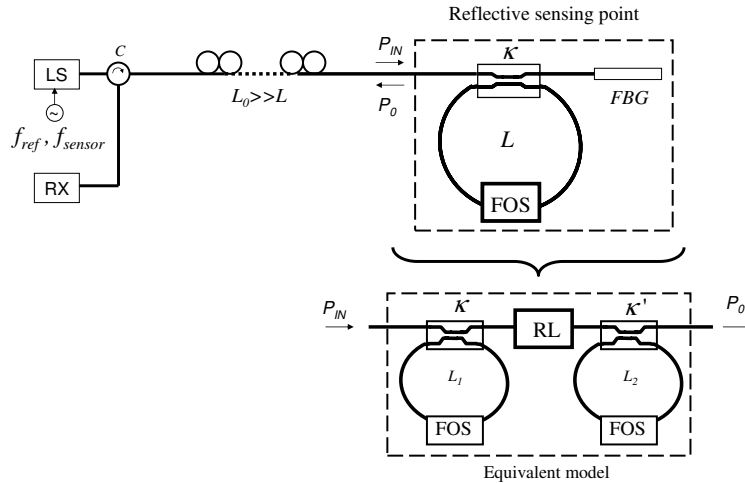 Reflective sensing point
C
P_IN
κ
LS
P_0
FBG
L_0>>L
~
f_ref , f_sensor
L
RX
FOS
P_IN
κ
κ'
P_0
RL
L_1
L_2
FOS
FOS
Equivalent model